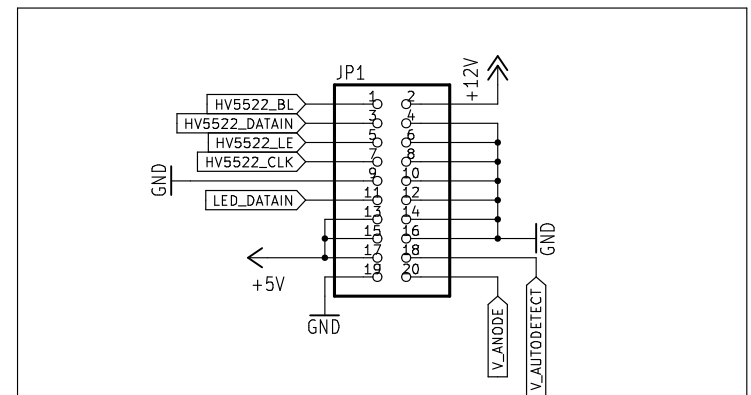 JP1
+12V
HV5522_BL
1
2
HV5522_DATAIN
3
4
HV5522_LE
5
6
HV5522_CLK
7
8
GND
9
10
LED_DATAIN
11
12
13
14
15
16
GND
17
18
+5V
19
20
GND
V_ANODE
V_AUTODETECT